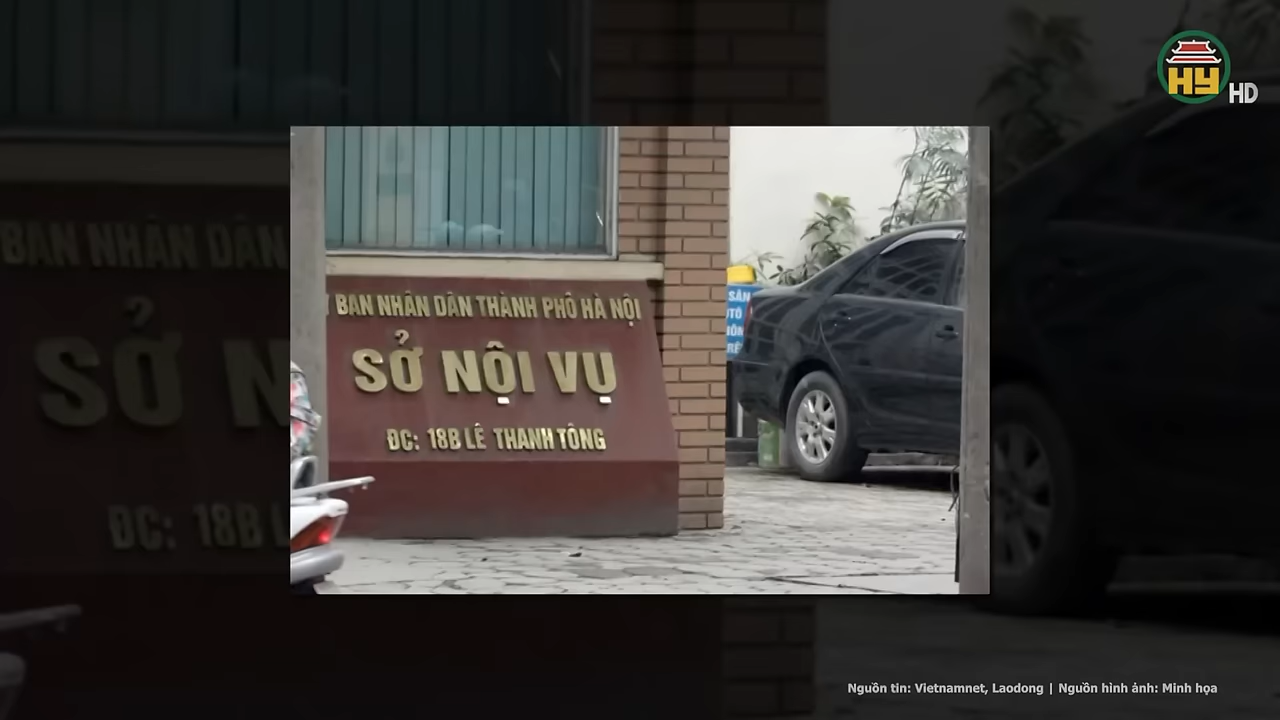 HY HD
BAN NHÂN DÂN THÀNH PHỐ HÀ NỘI
SỞ NỘI VỤ
ĐC: 18B LÊ THANH TÔNG
SÂN
Nguồn tin: Vietnamnet, Laodong | Nguồn hình ảnh: Minh họa